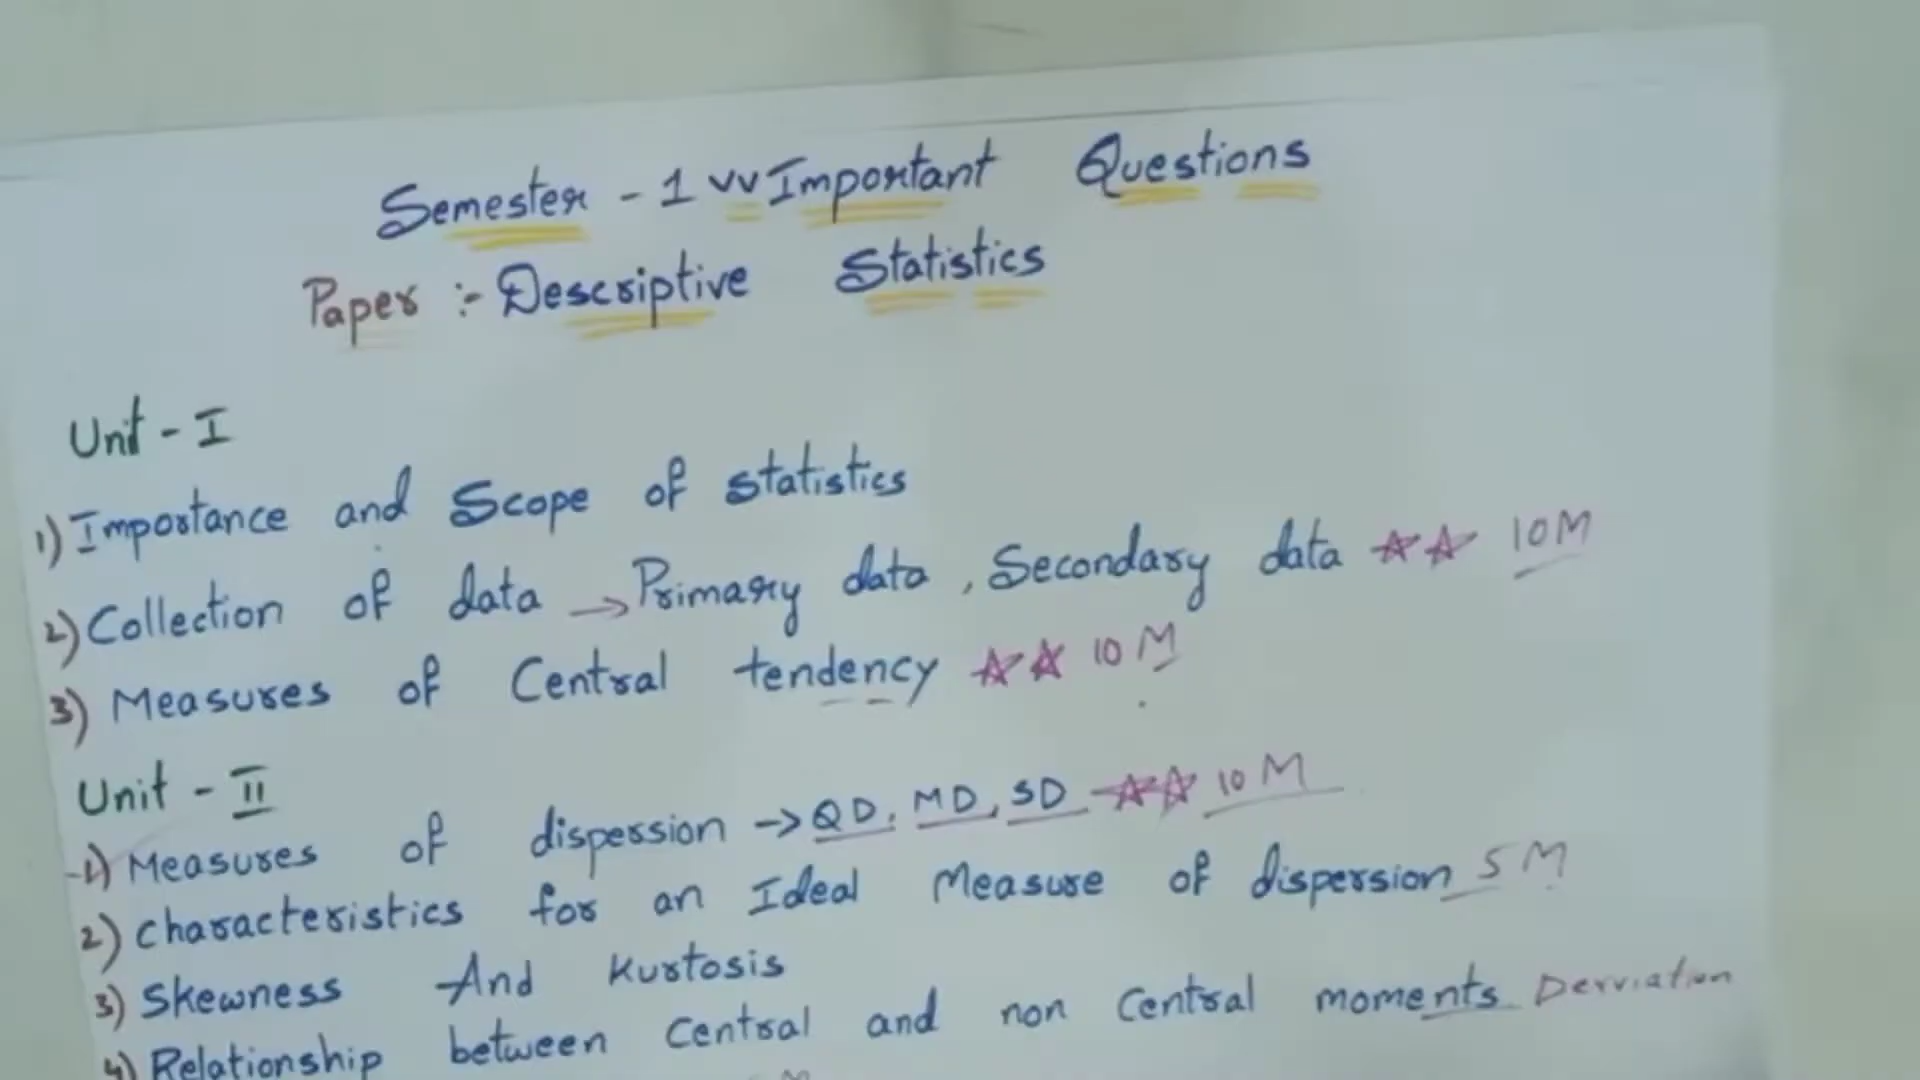 Semester - 1 vv Important Questions
Paper :- Descriptive Statistics
Unit - I
1) Importance and Scope of statistics
2) Collection of data → Primary data, Secondary data ☆☆ 10M
3) Measures of Central tendency ☆☆ 10 M
Unit - II
1) Measures of dispersion → QD, MD, SD ☆☆ 10 M
2) Characteristics for an Ideal Measure of dispersion 5 M
3) Skewness And Kurtosis
4) Relationship between Central and non Central moments Derviation